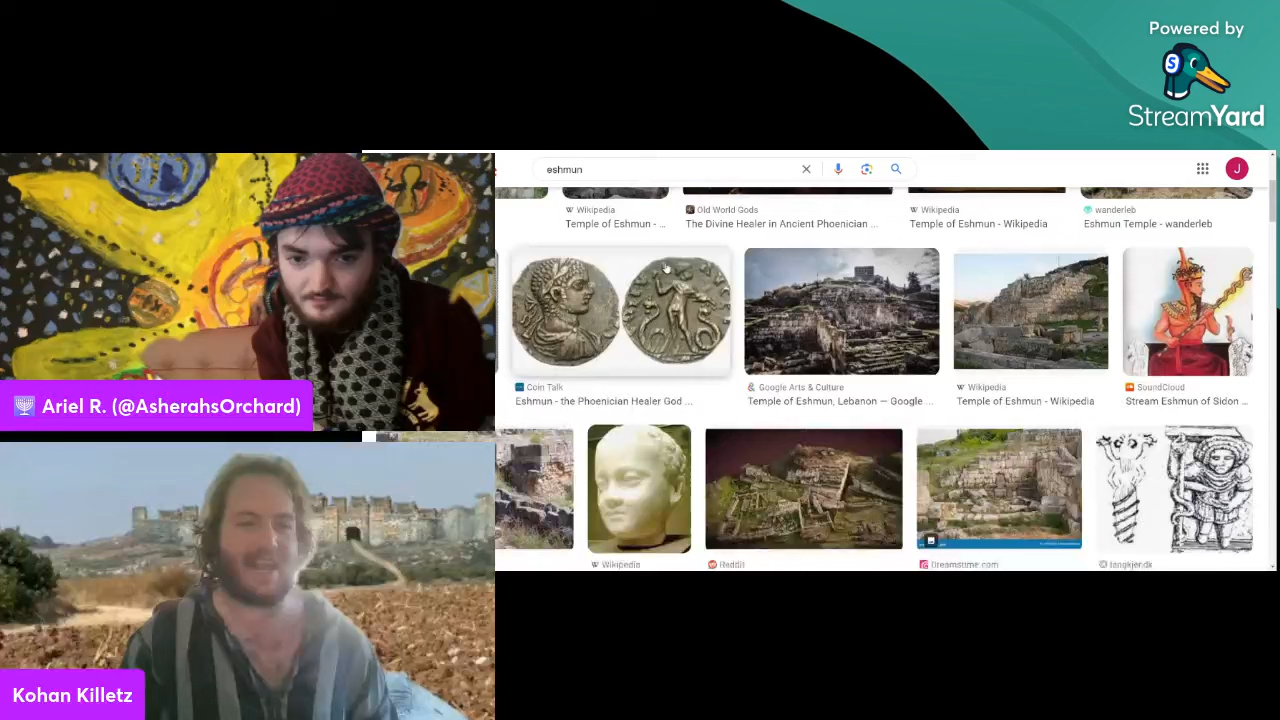 Powered by
S
StreamYard
eshmun
J
Wikipedia
Temple of Eshmun - ...
Old World Gods
The Divine Healer in Ancient Phoenician ...
Wikipedia
Temple of Eshmun - Wikipedia
wanderleb
Eshmun Temple - wanderleb
Coin Talk
Eshmun - the Phoenician Healer God ...
Google Arts & Culture
Temple of Eshmun, Lebanon — Google ...
Wikipedia
Temple of Eshmun - Wikipedia
SoundCloud
Stream Eshmun of Sidon ...
Wikipedia
Reddit
Dreamstime.com
langkjer.dk
Ariel R. (@AsherahsOrchard)
Kohan Killetz